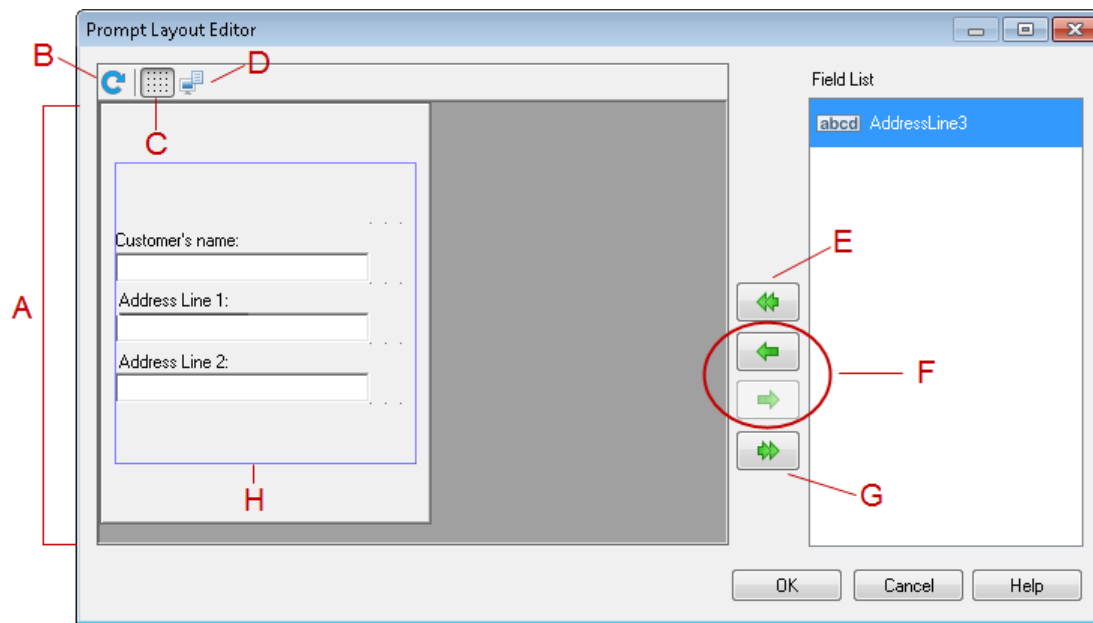 Prompt Layout Editor
B
D
Field List
C
abcd AddressLine3
Customer's name:
E
Address Line 1:
A
Address Line 2:
F
H
G
OK Cancel Help